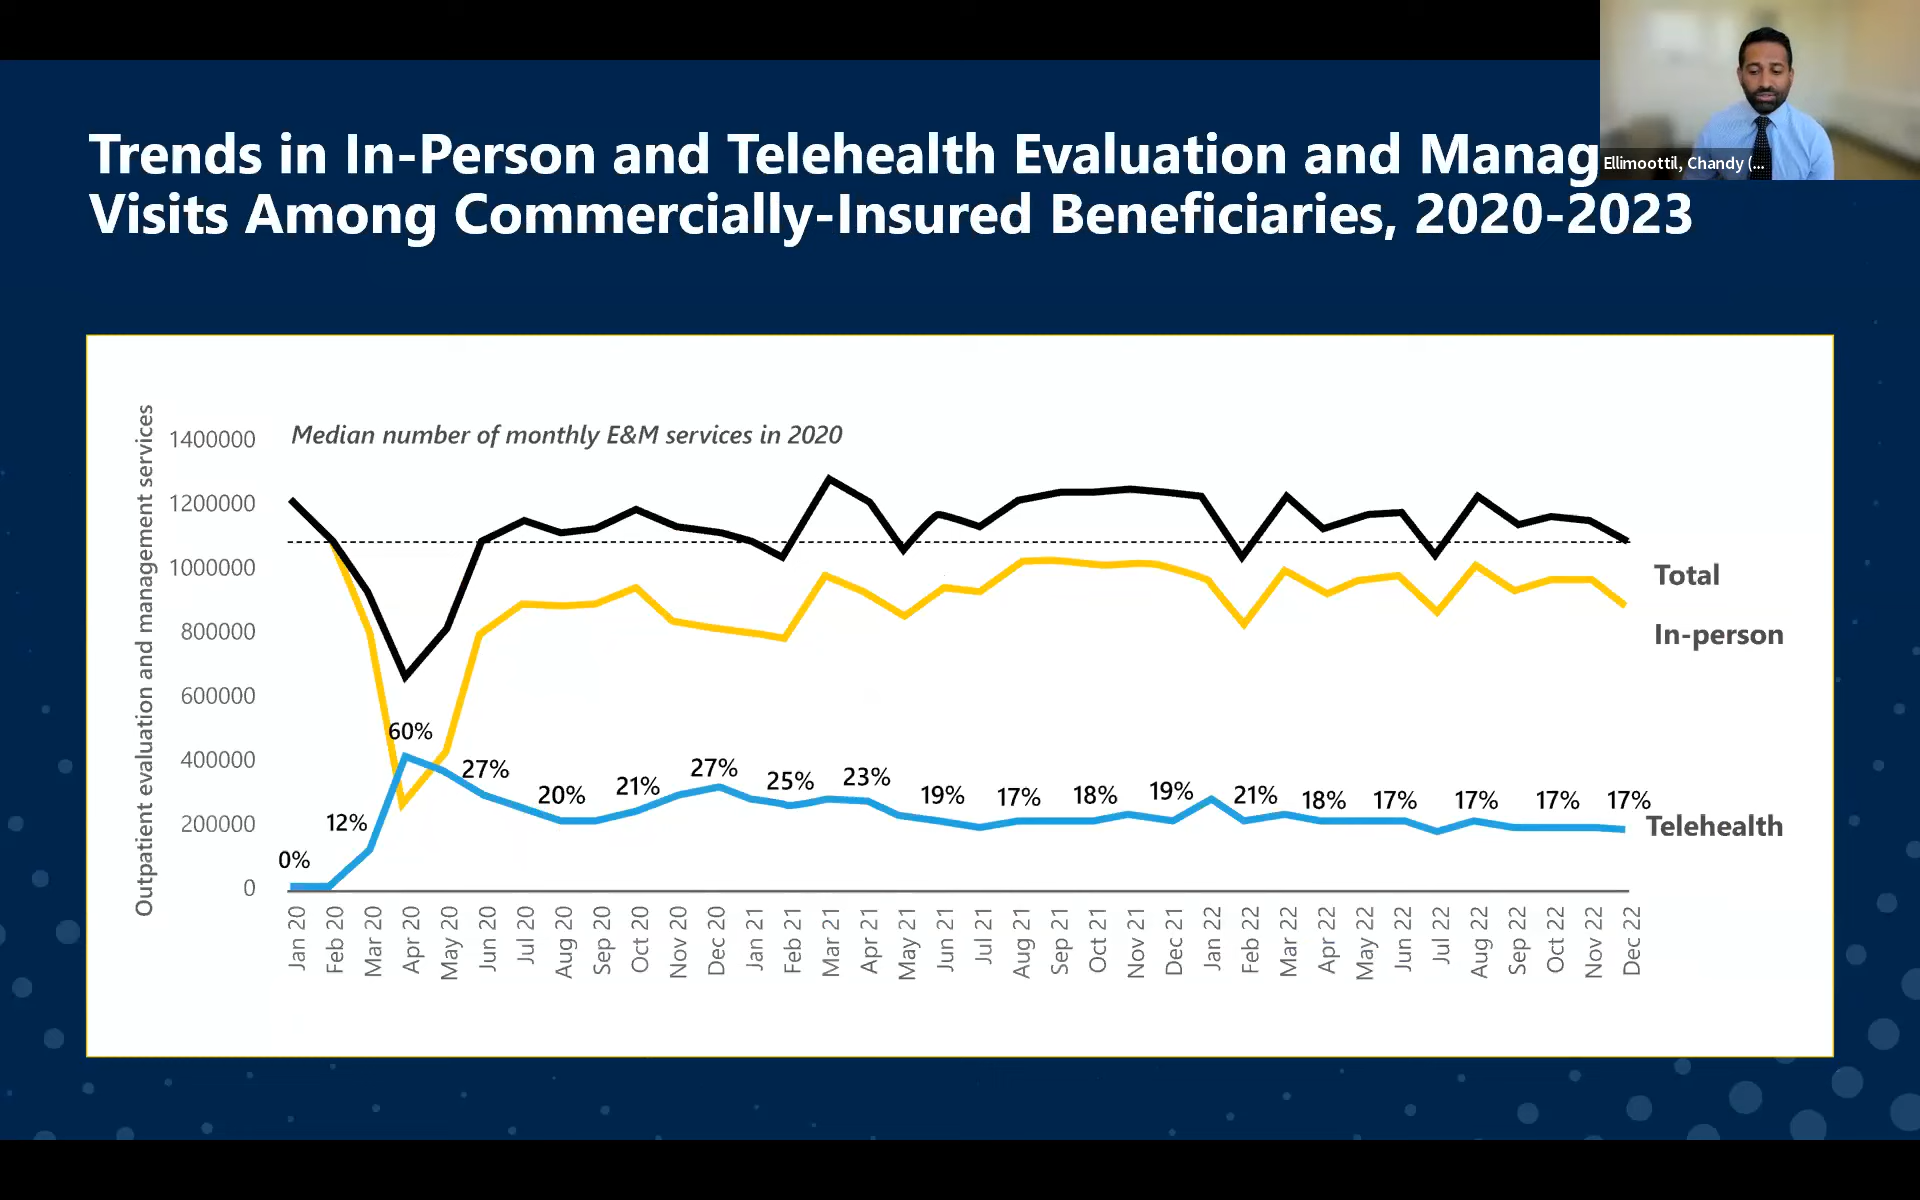 Trends in In-Person and Telehealth Evaluation and Manag
Visits Among Commercially-Insured Beneficiaries, 2020-2023
Ellimoottil, Chandy (...
Outpatient evaluation and management services
Median number of monthly E&M services in 2020
1400000
1200000
1000000
800000
600000
400000
200000
0
Total
In-person
Telehealth
0%
12%
60%
27%
20%
21%
27%
25%
23%
19%
17%
18%
19%
21%
18%
17%
17%
17%
17%
Jan 20
Feb 20
Mar 20
Apr 20
May 20
Jun 20
Jul 20
Aug 20
Sep 20
Oct 20
Nov 20
Dec 20
Jan 21
Feb 21
Mar 21
Apr 21
May 21
Jun 21
Jul 21
Aug 21
Sep 21
Oct 21
Nov 21
Dec 21
Jan 22
Feb 22
Mar 22
Apr 22
May 22
Jun 22
Jul 22
Aug 22
Sep 22
Oct 22
Nov 22
Dec 22